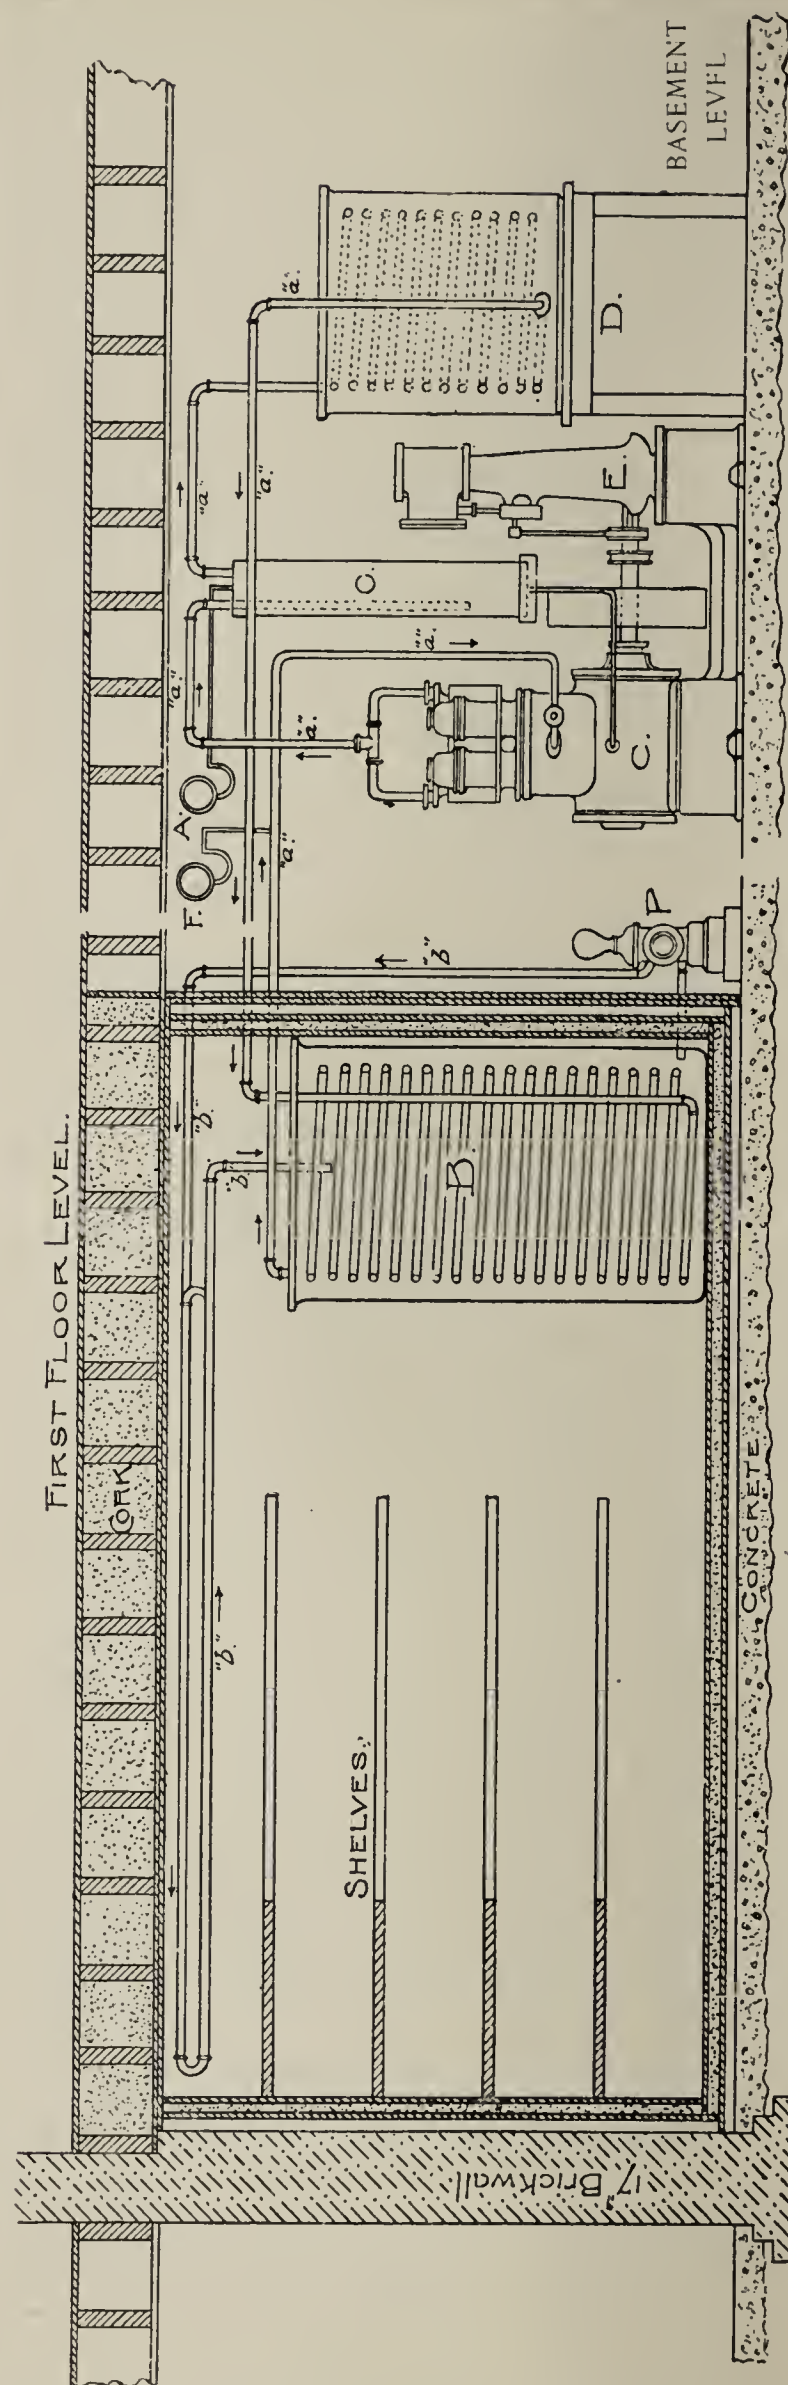 FIRST FLOOR LEVEL.
CORK
17" Brickwall
SHELVES.
CONCRETE
"b."
"b."
"b."
"b"
B.
P
F.
A.
"a."
"a."
"a."
"a."
"a"
"a."
"a."
C.
C.
E.
D.
BASEMENT
LEVEL